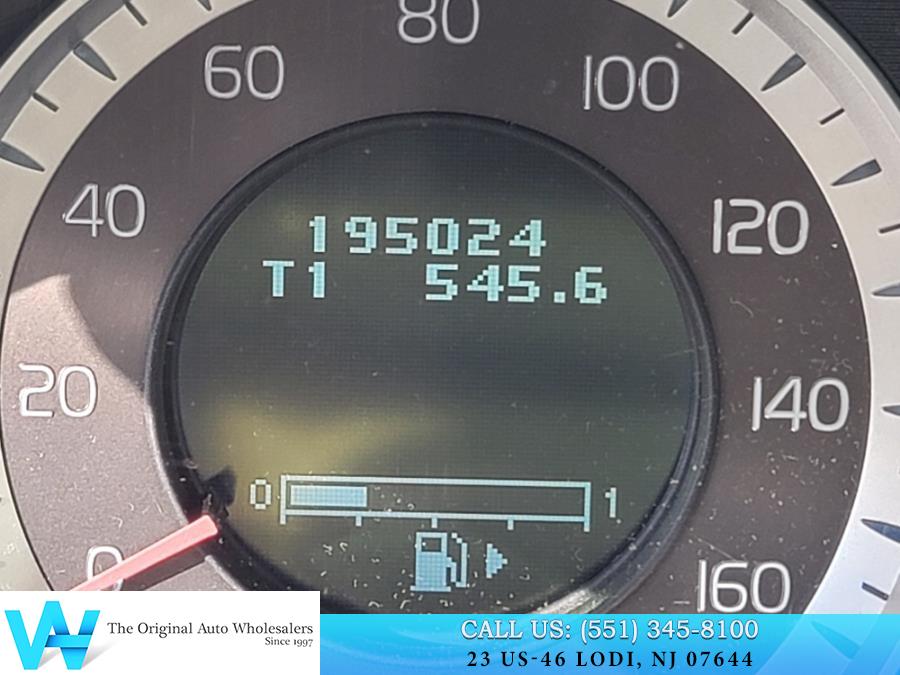 80
60
100
40
120
195024
T1 545.6
20
140
0 1
0
160
The Original Auto Wholesalers
Since 1997
CALL US: (551) 345-8100
23 US-46 LODI, NJ 07644